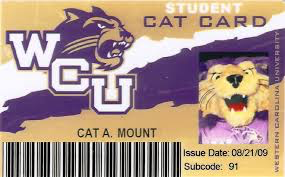 STUDENT
CAT CARD
WCU
CAT A. MOUNT
Issue Date: 08/21/09
Subcode: 91
WESTERN CAROLINA UNIVERSITY